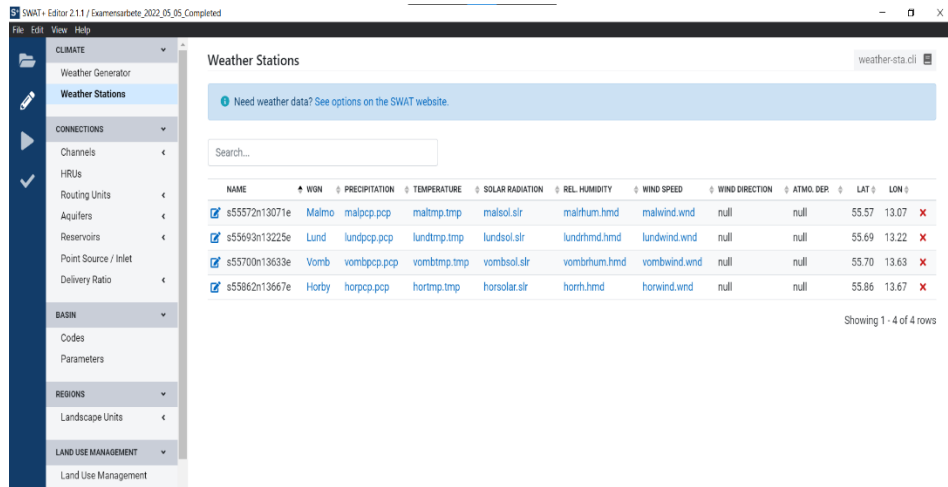 S+ SWAT+ Editor 2.1.1 / Examensarbete_2022_05_05_Completed
File Edit View Help
CLIMATE
Weather Generator
Weather Stations
CONNECTIONS
Channels
HRUs
Routing Units
Aquifers
Reservoirs
Point Source / Inlet
Delivery Ratio
BASIN
Codes
Parameters
REGIONS
Landscape Units
LAND USE MANAGEMENT
Land Use Management
Weather Stations
weather-sta.cli
Need weather data? See options on the SWAT website.
Search...
NAME WGN PRECIPITATION TEMPERATURE SOLAR RADIATION REL. HUMIDITY WIND SPEED WIND DIRECTION ATMO. DEP. LAT LON
s55572n13071e Malmo malpcp.pcp maltmp.tmp malsol.slr malrhum.hmd malwind.wnd null null 55.57 13.07
s55693n13225e Lund lundpcp.pcp lundtmp.tmp lundsol.slr lundrhmd.hmd lundwind.wnd null null 55.69 13.22
s55700n13633e Vomb vombpcp.pcp vombtmp.tmp vombsol.slr vombrhum.hmd vombwind.wnd null null 55.70 13.63
s55862n13667e Horby horpcp.pcp hortmp.tmp horsolar.slr horrh.hmd horwind.wnd null null 55.86 13.67
Showing 1 - 4 of 4 rows